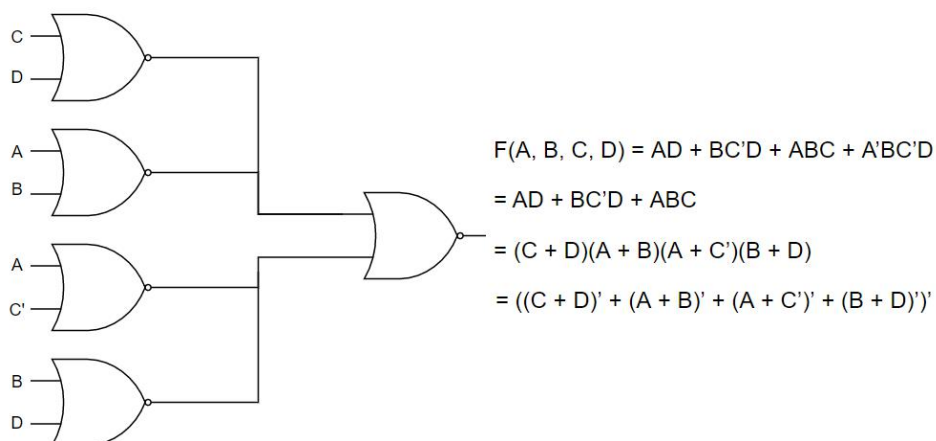 C
D
A
B
A
C'
B
D
F(A, B, C, D) = AD + BC’D + ABC + A’BC’D
= AD + BC’D + ABC
= (C + D)(A + B)(A + C’)(B + D)
= ((C + D)’ + (A + B)’ + (A + C’)’ + (B + D)’)’